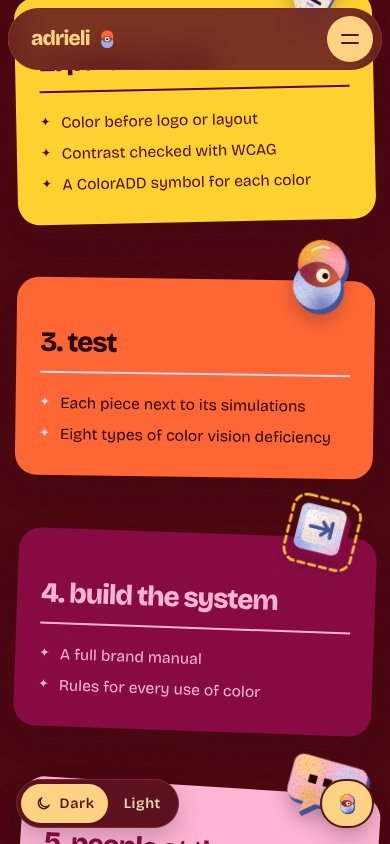 adrieli
Color before logo or layout
Contrast checked with WCAG
A ColorADD symbol for each color
3. test
Each piece next to its simulations
Eight types of color vision deficiency
4. build the system
A full brand manual
Rules for every use of color
Dark
Light